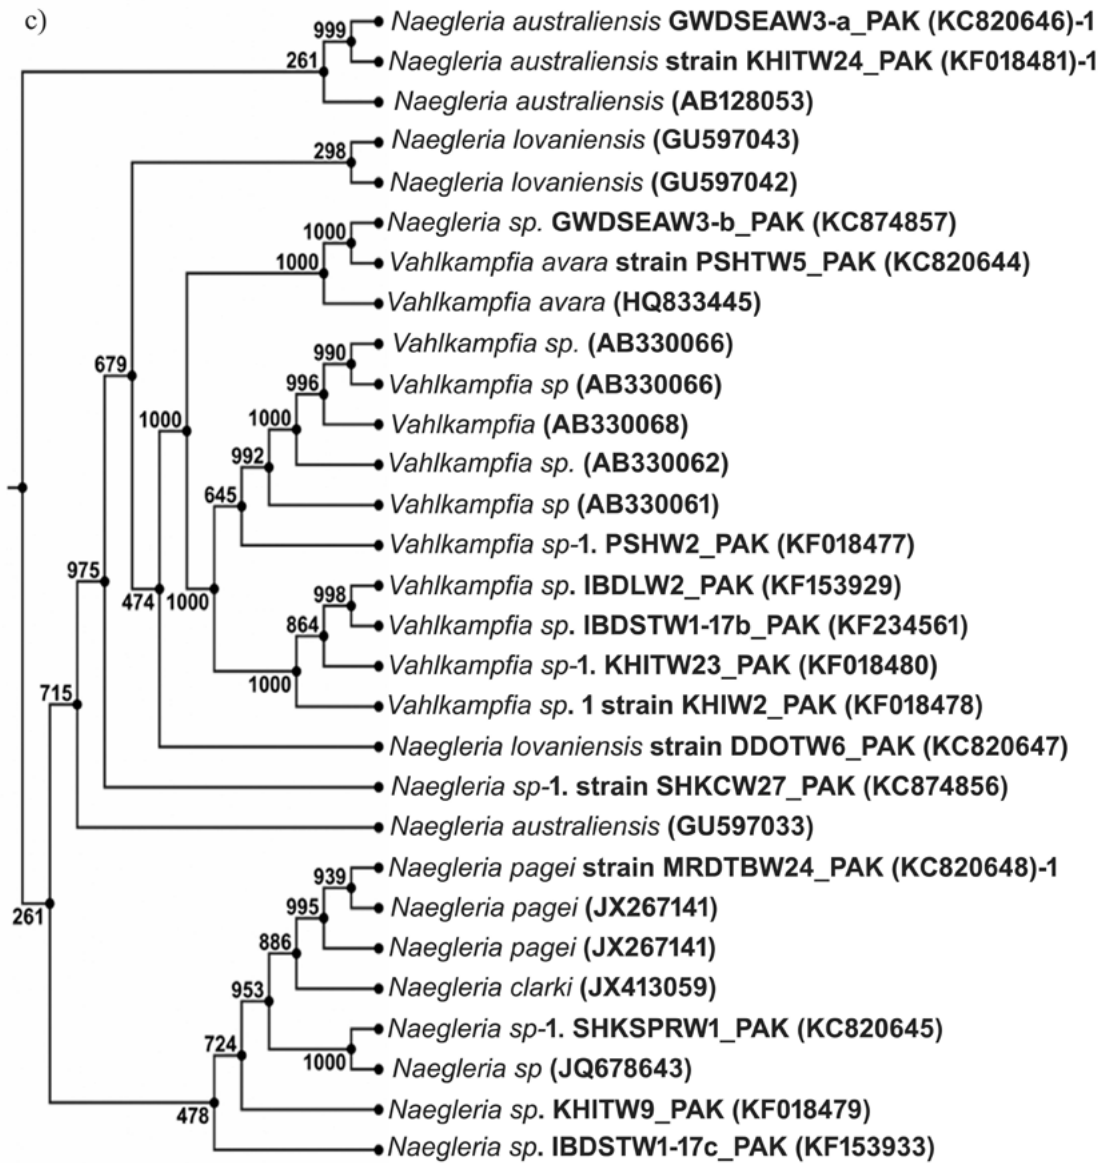 c)
999
Naegleria australiensis GWDSEAW3-a_PAK (KC820646)-1
261
Naegleria australiensis strain KHITW24_PAK (KF018481)-1
Naegleria australiensis (AB128053)
298
Naegleria lovaniensis (GU597043)
Naegleria lovaniensis (GU597042)
1000
Naegleria sp. GWDSEAW3-b_PAK (KC874857)
1000
Vahlkampfia avara strain PSHTW5_PAK (KC820644)
Vahlkampfia avara (HQ833445)
990
Vahlkampfia sp. (AB330066)
679
996
Vahlkampfia sp (AB330066)
1000
1000
Vahlkampfia (AB330068)
992
Vahlkampfia sp. (AB330062)
645
Vahlkampfia sp (AB330061)
Vahlkampfia sp-1. PSHW2_PAK (KF018477)
975
474
1000
998
Vahlkampfia sp. IBDLW2_PAK (KF153929)
864
Vahlkampfia sp. IBDSTW1-17b_PAK (KF234561)
Vahlkampfia sp-1. KHITW23_PAK (KF018480)
715
1000
Vahlkampfia sp. 1 strain KHIW2_PAK (KF018478)
Naegleria lovaniensis strain DDOTW6_PAK (KC820647)
Naegleria sp-1. strain SHKCW27_PAK (KC874856)
Naegleria australiensis (GU597033)
939
Naegleria pagei strain MRDTBW24_PAK (KC820648)-1
261
995
Naegleria pagei (JX267141)
886
Naegleria pagei (JX267141)
953
Naegleria clarki (JX413059)
724
Naegleria sp-1. SHKSPRW1_PAK (KC820645)
1000
Naegleria sp (JQ678643)
478
Naegleria sp. KHITW9_PAK (KF018479)
Naegleria sp. IBDSTW1-17c_PAK (KF153933)